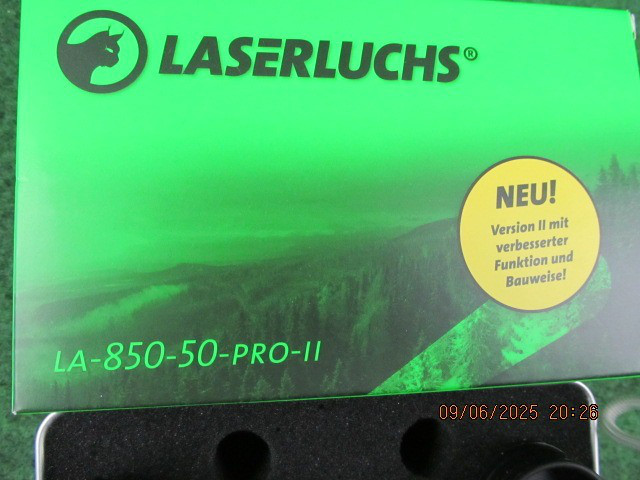 LASERLUCHS®
NEU!
Version II mit
verbesserter
Funktion und
Bauweise!
LA-850-50-PRO-II
09/06/2025 20:26